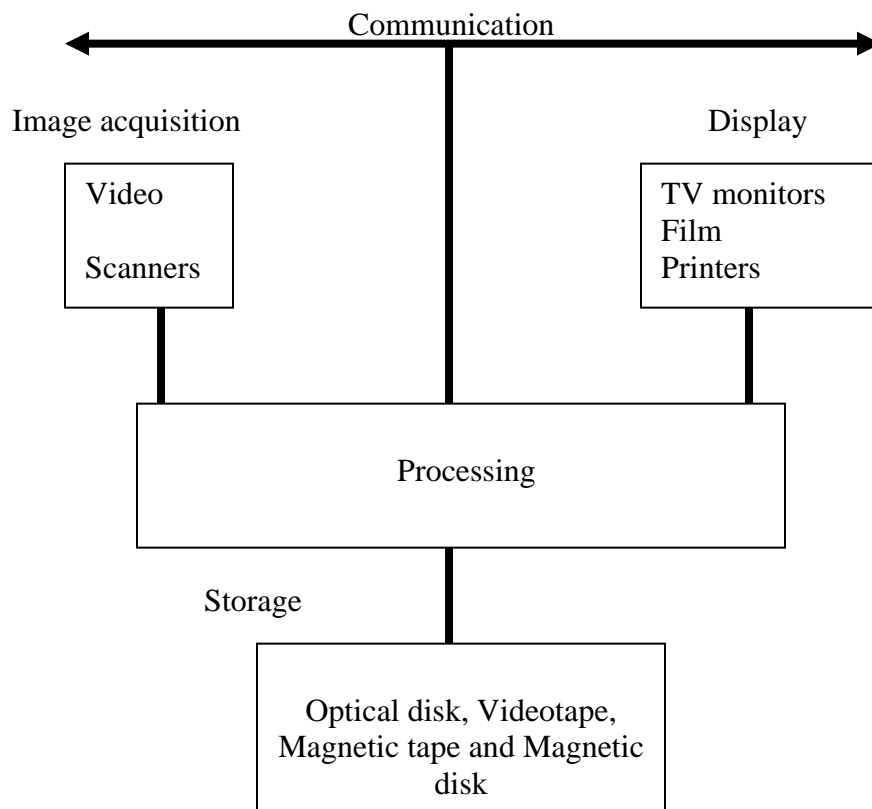 Communication
Image acquisition
Display
Video
Scanners
TV monitors
Film
Printers
Processing
Storage
Optical disk, Videotape,
Magnetic tape and Magnetic
disk